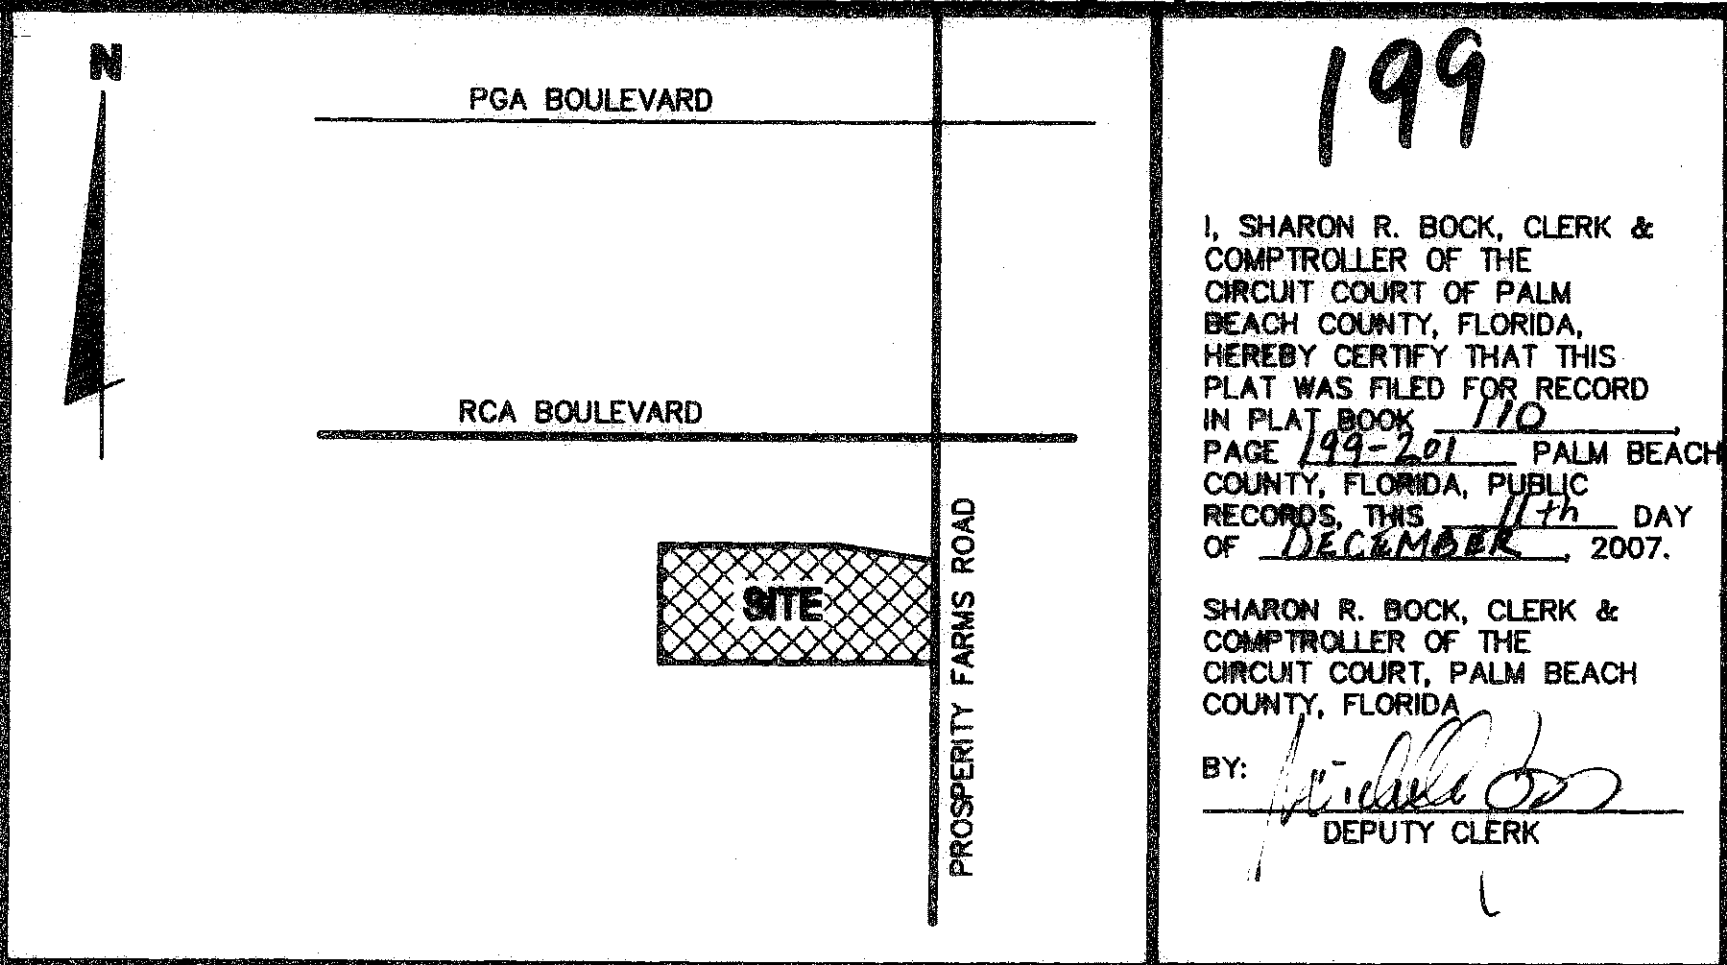 N
PGA BOULEVARD
RCA BOULEVARD
SITE
PROSPERITY FARMS ROAD
199
I, SHARON R. BOCK, CLERK &
COMPTROLLER OF THE
CIRCUIT COURT OF PALM
BEACH COUNTY, FLORIDA,
HEREBY CERTIFY THAT THIS
PLAT WAS FILED FOR RECORD
IN PLAT BOOK 110,
PAGE 199-201 PALM BEACH
COUNTY, FLORIDA, PUBLIC
RECORDS, THIS 11th DAY
OF DECEMBER, 2007.
SHARON R. BOCK, CLERK &
COMPTROLLER OF THE
CIRCUIT COURT, PALM BEACH
COUNTY, FLORIDA
BY:
DEPUTY CLERK